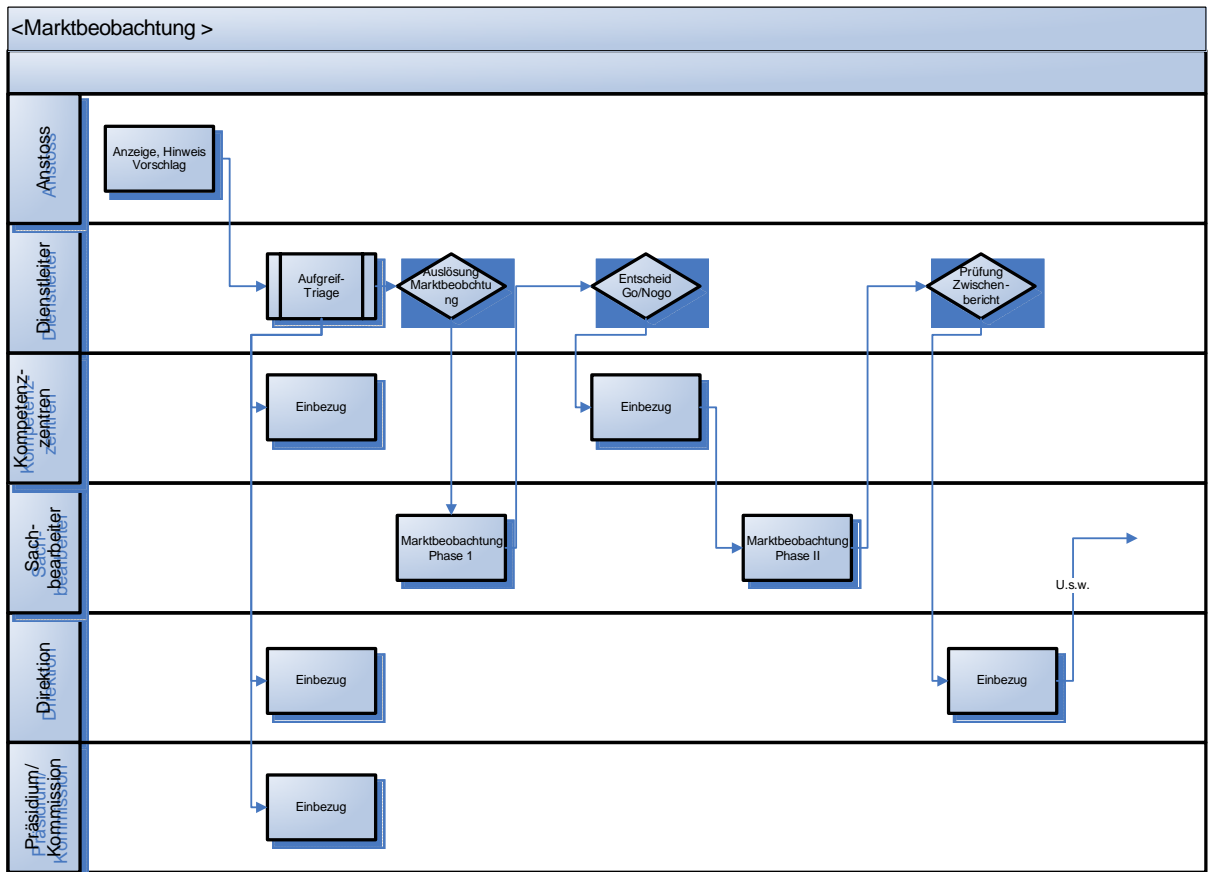 <Marktbeobachtung >
Anstoss
Anzeige, Hinweis
Vorschlag
Dienstleiter
Aufgreif-
Triage
Auslösung
Marktbeobchtu
ng
Entscheid
Go/Nogo
Prüfung
Zwischen-
bericht
Kompetenz-
zentren
Einbezug
Einbezug
Sach-
bearbeiter
Marktbeobachtung
Phase 1
Marktbeobachtung
Phase II
U.s.w.
Direktion
Einbezug
Einbezug
Präsidium/
Kommission
Einbezug